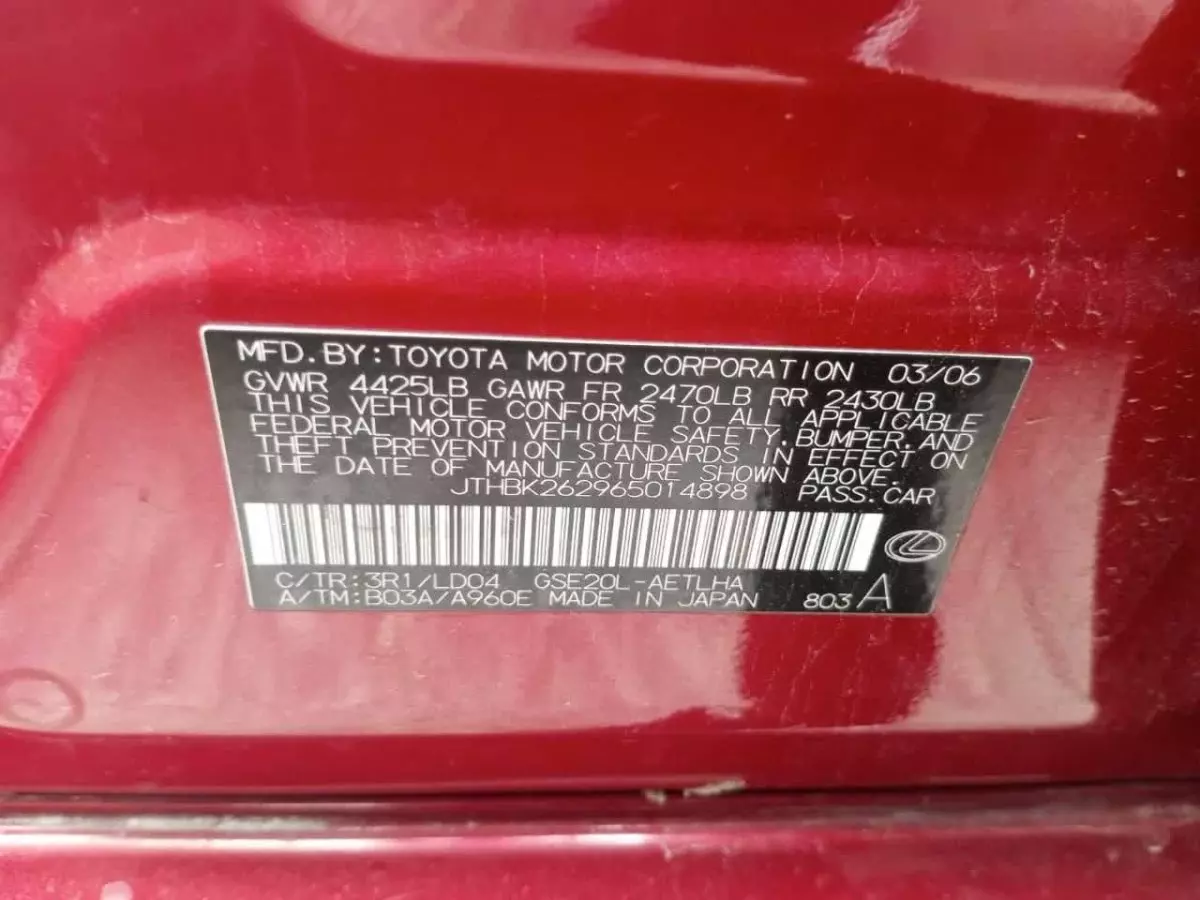 MFD.BY:TOYOTA MOTOR CORPORATION 03/06
GVWR 4425LB GAWR FR 2470LB RR 2430LB
THIS VEHICLE CONFORMS TO ALL APPLICABLE
FEDERAL MOTOR VEHICLE SAFETY,BUMPER,AND
THEFT PREVENTION STANDARDS IN EFFECT ON
THE DATE OF MANUFACTURE SHOWN ABOVE.
JTHBK262965014898 PASS.CAR
C/TR:3R1/LD04 GSE20L-AETLHA
A/TM:B03A/A960E MADE IN JAPAN 803 A